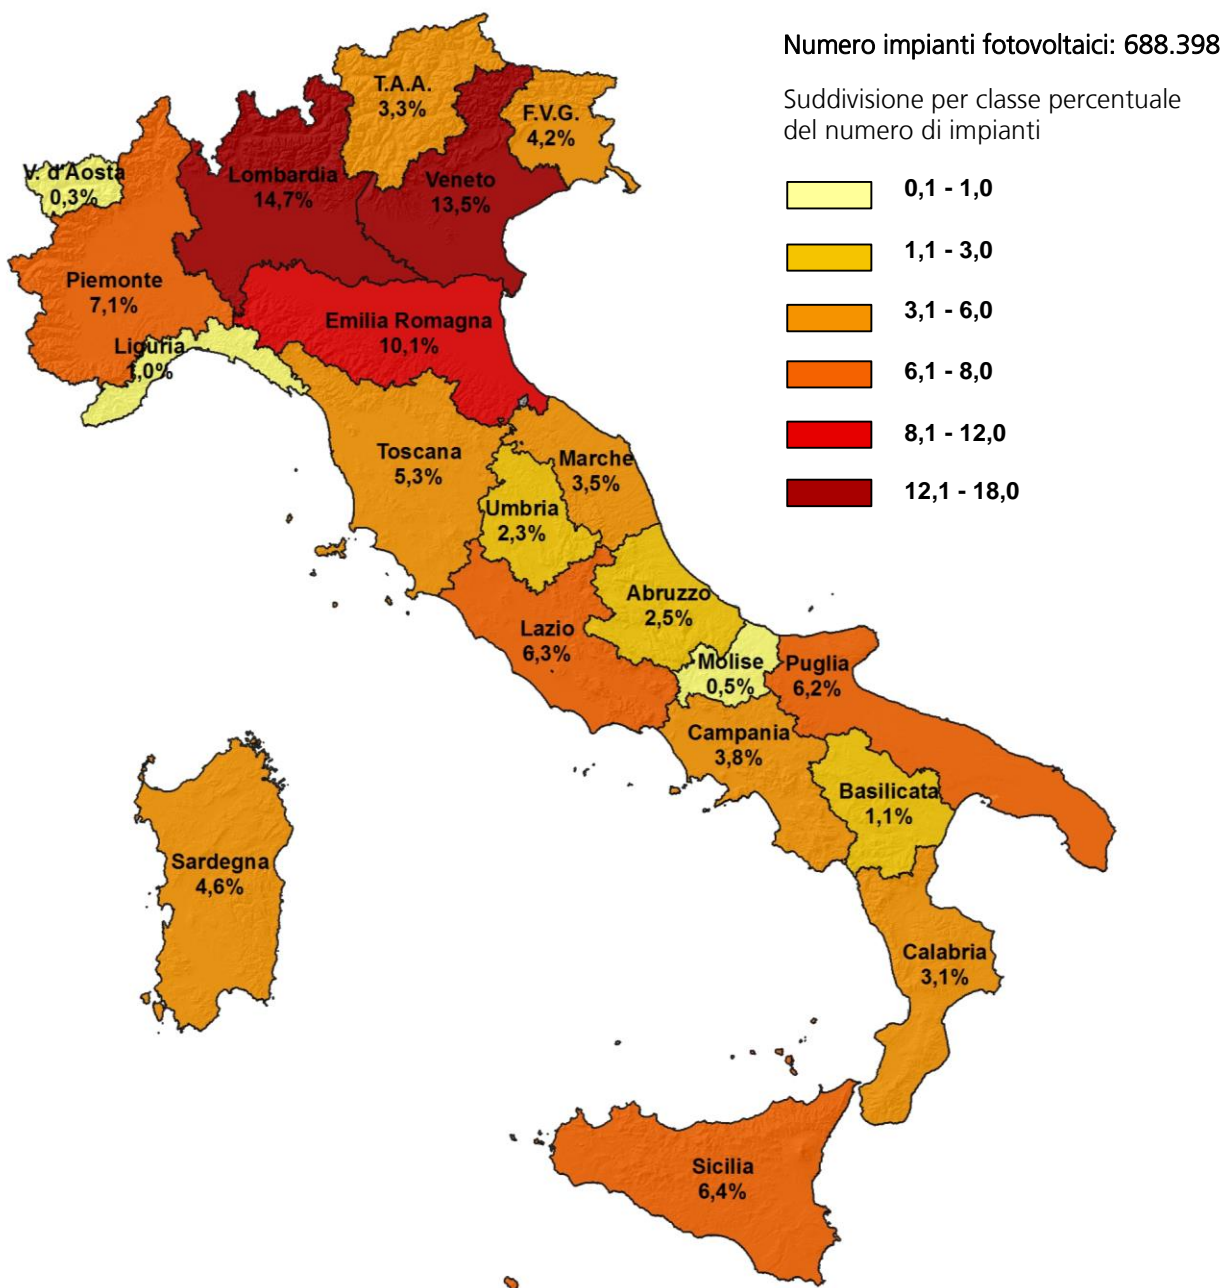 Numero impianti fotovoltaici: 688.398
Suddivisione per classe percentuale
del numero di impianti
0,1 - 1,0
1,1 - 3,0
3,1 - 6,0
6,1 - 8,0
8,1 - 12,0
12,1 - 18,0
T.A.A.
3,3%
F.V.G.
4,2%
V. d'Aosta
0,3%
Lombardia
14,7%
Veneto
13,5%
Piemonte
7,1%
Emilia Romagna
10,1%
Liguria
1,0%
Toscana
5,3%
Marche
3,5%
Umbria
2,3%
Abruzzo
2,5%
Lazio
6,3%
Molise
0,5%
Puglia
6,2%
Campania
3,8%
Basilicata
1,1%
Sardegna
4,6%
Calabria
3,1%
Sicilia
6,4%